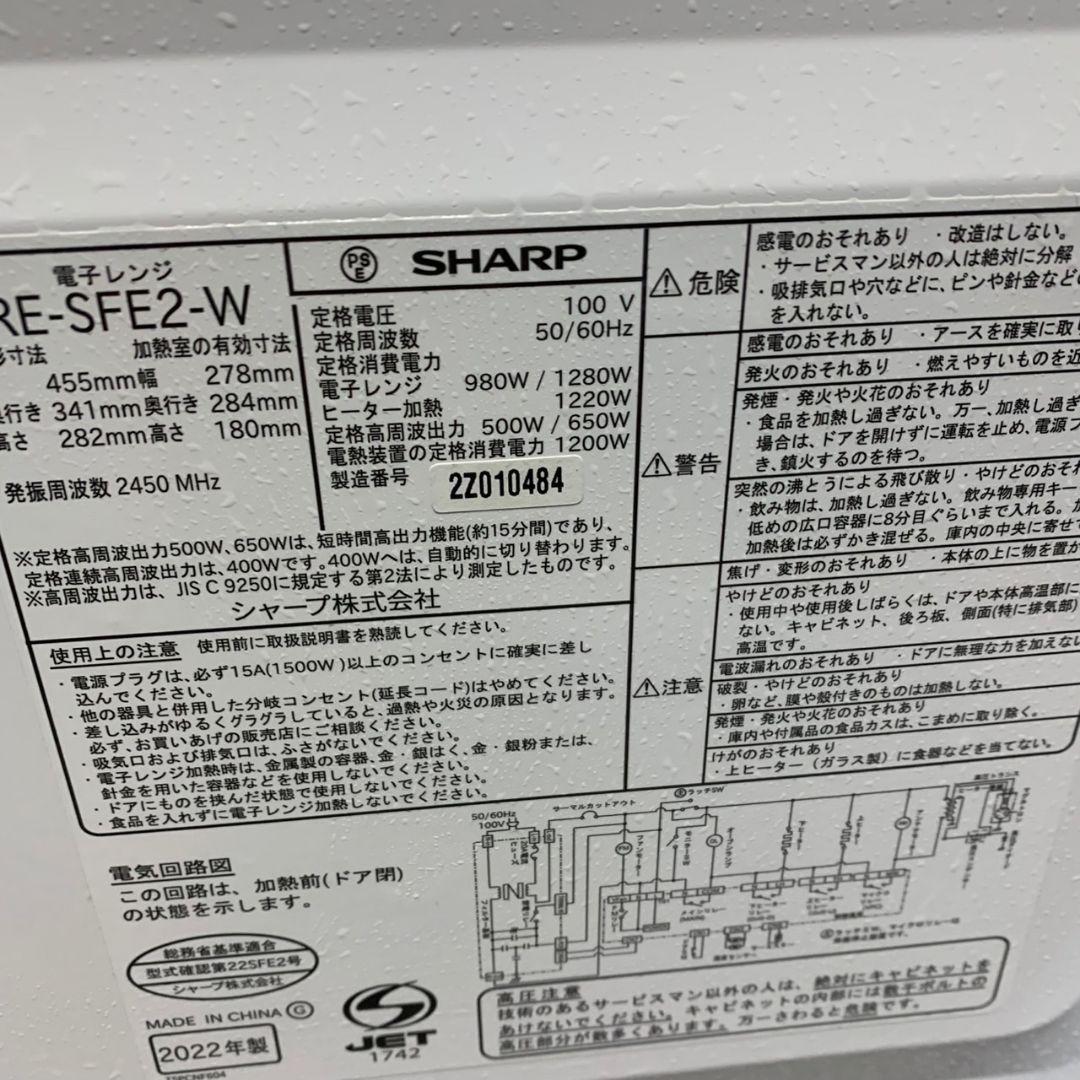 電子レンジ
RE-SFE2-W
形寸法 加熱室の有効寸法
455mm幅 278mm
奥行き 341mm奥行き 284mm
高さ 282mm高さ 180mm
発振周波数 2450 MHz
PSE SHARP
定格電圧 100 V
定格周波数 50/60Hz
定格消費電力
電子レンジ 980W / 1280W
ヒーター加熱 1220W
定格高周波出力 500W / 650W
電熱装置の定格消費電力 1200W
製造番号 2Z010484
※定格高周波出力500W、650Wは、短時間高出力機能(約15分間)であり、
定格連続高周波出力は、400Wです。400Wへは、自動的に切り替わります。
※高周波出力は、JIS C 9250に規定する第2法により測定したものです。
シャープ株式会社
使用上の注意 使用前に取扱説明書を熟読してください。
・電源プラグは、必ず15A(1500W)以上のコンセントに確実に差し
込んでください。
・他の器具と併用した分岐コンセント(延長コード)はやめてください。
・差し込みがゆるくグラグラしていると、過熱や火災の原因となります。
必ず、お買いあげの販売店にご相談ください。
・吸気口および排気口は、ふさがないでください。
・電子レンジ加熱時は、金属製の容器、金・銀はく、金・銀粉または、
針金を用いた容器などを使用しないでください。
・ドアにものを挟んだ状態で使用しないでください。
・食品を入れずに電子レンジ加熱しないでください。
危険
感電のおそれあり ・改造はしない。
・サービスマン以外の人は絶対に分解
・吸排気口や穴などに、ピンや針金など
を入れない。
警告
感電のおそれあり ・アースを確実に取り
発火のおそれあり ・燃えやすいものを近
発煙・発火や火花のおそれあり
・食品を加熱し過ぎない。万一、加熱し過ぎ
場合は、ドアを開けずに運転を止め、電源プ
き、鎮火するのを待つ。
突然の沸とうによる飛び散り・やけどのおそれ
・飲み物は、加熱し過ぎない。飲み物専用キー
低めの広口容器に8分目ぐらいまで入れる。
加熱後は必ずかき混ぜる。庫内の中央に寄せて
注意
焦げ・変形のおそれあり ・本体の上に物を置か
やけどのおそれあり
・使用中や使用後しばらくは、ドアや本体高温部に
ない。キャビネット、後ろ板、側面(特に排気部)
高温です。
電波漏れのおそれあり ・ドアに無理な力を加えない
破裂・やけどのおそれあり
・卵など、膜や殻付きのものは加熱しない。
発煙・発火や火花のおそれあり
・庫内や付属品の食品カスは、こまめに取り除く。
けがのおそれあり
・上ヒーター（ガラス製）に食器などを当てない。
電気回路図
この回路は、加熱前(ドア閉)
の状態を示します。
50/60Hz
100V
サーマルカットアウト
ラッチSW
総務省基準適合
型式確認第22SFE2号
シャープ株式会社
MADE IN CHINA G
2022年製
JET
1742
高圧注意
技術のあるサービスマン以外の人は、絶対にキャビネットを
あけないでください。キャビネットの内部には数千ボルトの
高圧部分が数多くあります。万一さわると危険です。